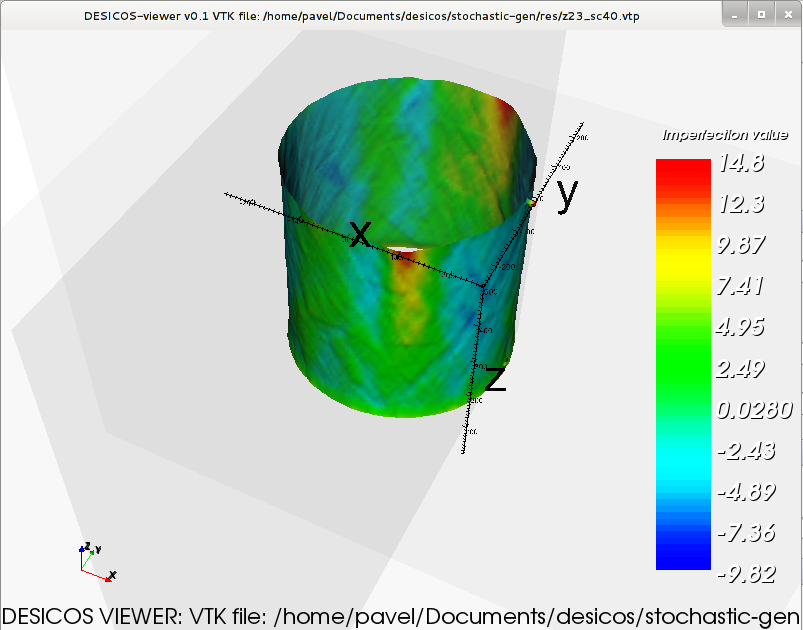 DESICOS-viewer v0.1 VTK file: /home/pavel/Documents/desicos/stochastic-gen/res/z23_sc40.vtp
Imperfection value
14.8
12.3
9.87
7.41
4.95
2.49
0.0280
-2.43
-4.89
-7.36
-9.82
X
y
Z
Z
Y
X
DESICOS VIEWER: VTK file: /home/pavel/Documents/desicos/stochastic-gen